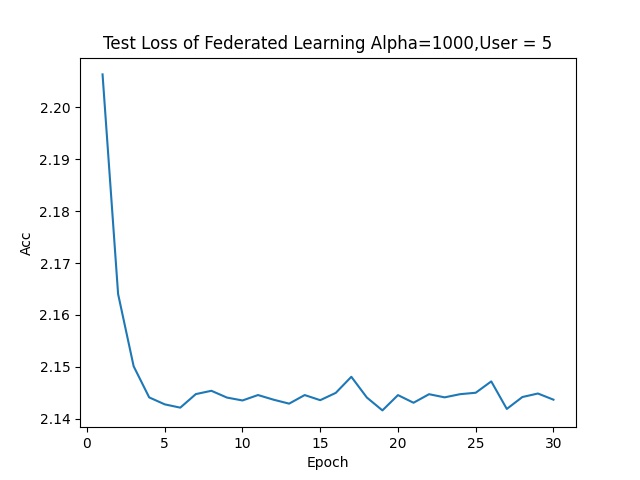 Test Loss of Federated Learning Alpha=1000,User = 5
2.20
2.19
2.18
2.17
2.16
2.15
2.14
Acc
0 5 10 15 20 25 30
Epoch